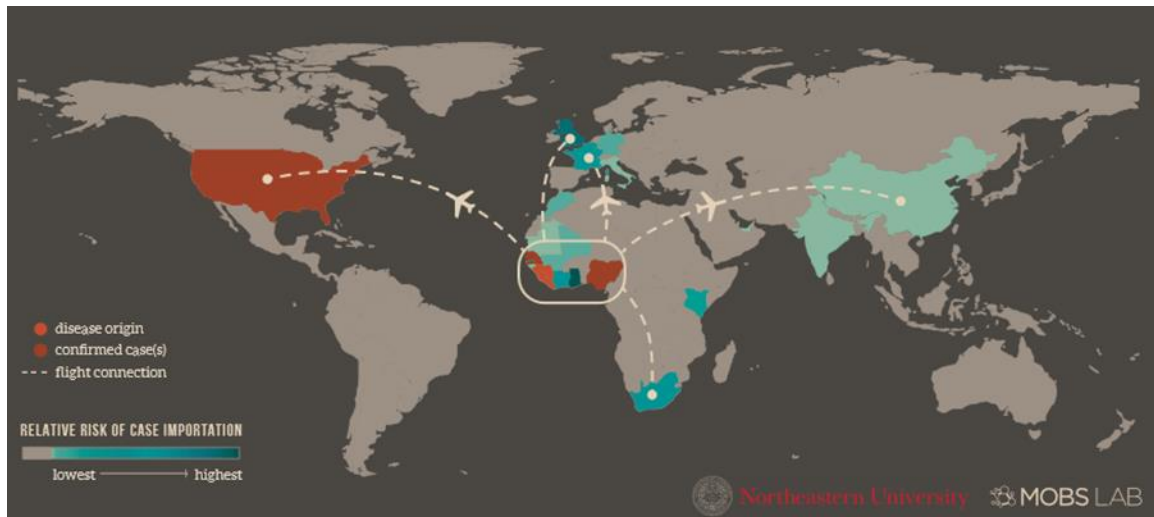 disease origin
confirmed case(s)
flight connection
RELATIVE RISK OF CASE IMPORTATION
lowest highest
Northeastern University MOBS LAB